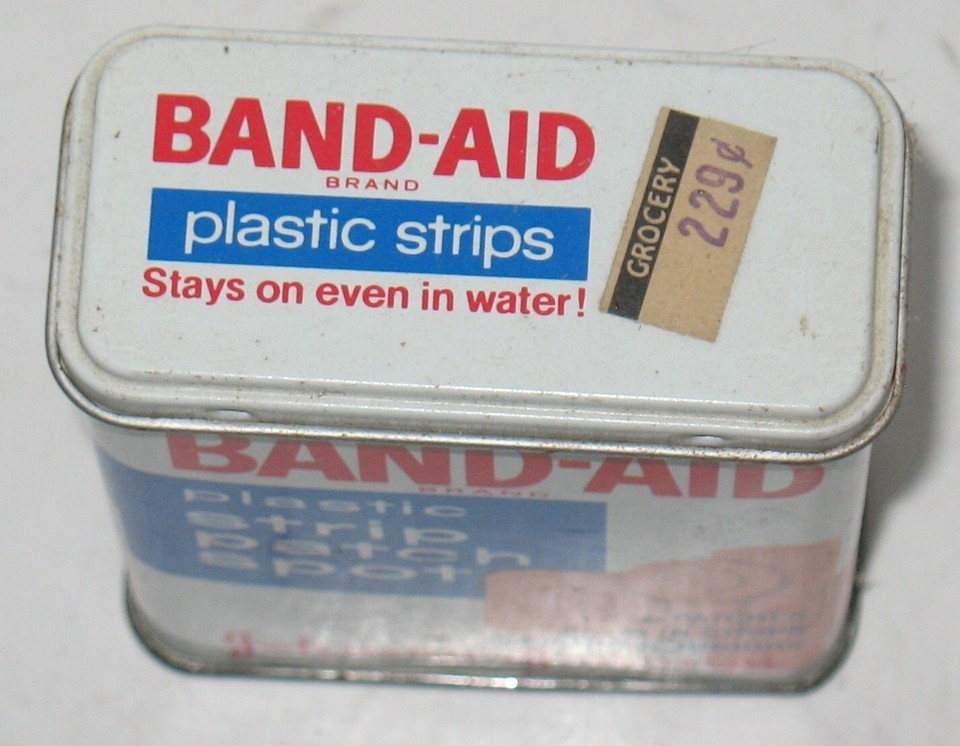 BAND-AID
BRAND
plastic strips
Stays on even in water!
GROCERY
229¢
BAND-AID
BRAND
plastic
strip
patch
spot